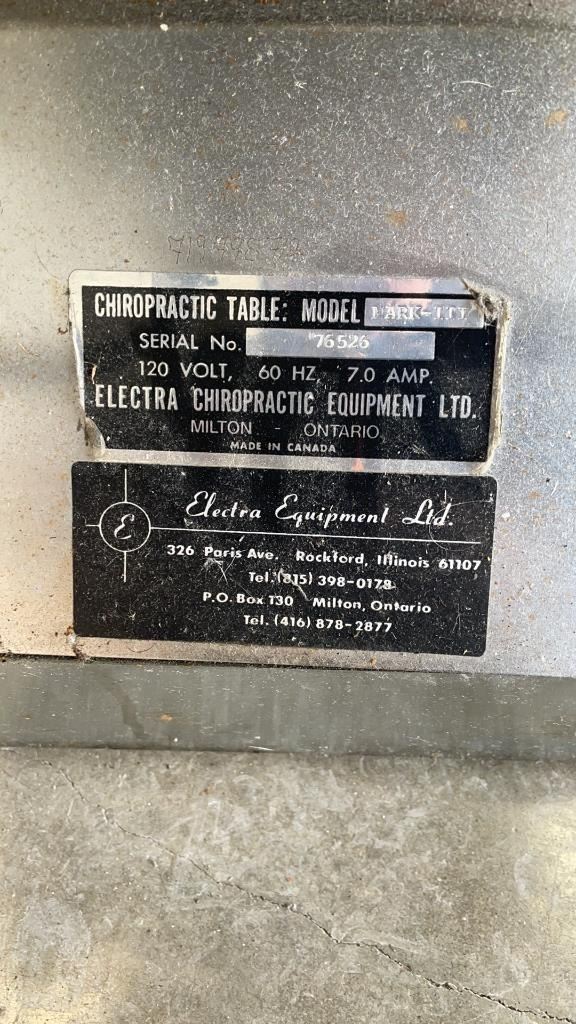 CHIROPRACTIC TABLE: MODEL MARK-III
SERIAL No. 76526
120 VOLT, 60 HZ, 7.0 AMP.
ELECTRA CHIROPRACTIC EQUIPMENT LTD.
MILTON - ONTARIO
MADE IN CANADA
E
Electra Equipment Ltd.
326 Paris Ave. Rockford, Illinois 61107
Tel. (815) 398-0178
P.O. Box 130 Milton, Ontario
Tel. (416) 878-2877